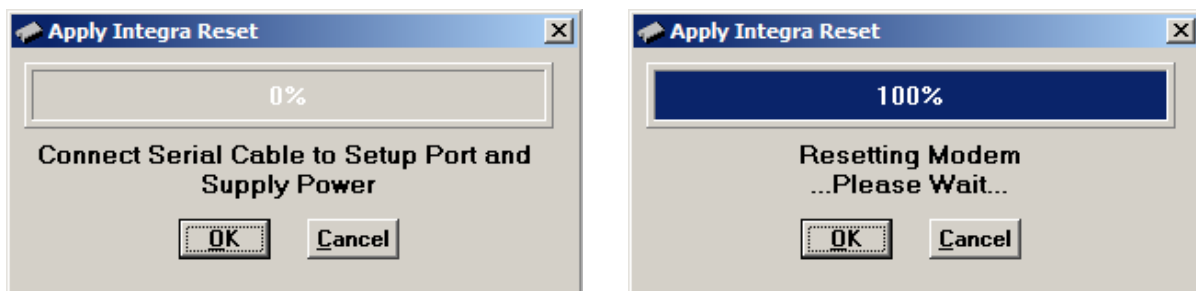 Apply Integra Reset
0%
Connect Serial Cable to Setup Port and
Supply Power
OK Cancel
Apply Integra Reset
100%
Resetting Modem
...Please Wait...
OK Cancel